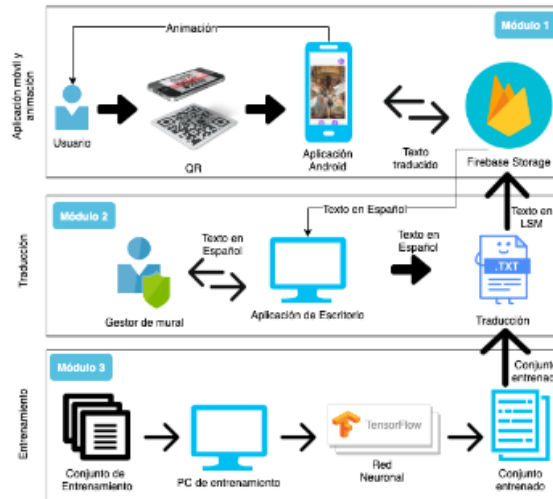 Animación
Módulo 1
Aplicación móvil y
animación
Usuario
QR
Aplicación
Android
Texto
traducido
Firebase Storage
Módulo 2
Traducción
Texto en Español
Texto en
Español
Texto en
Español
Texto en
LSM
.TXT
Gestor de mural
Aplicación de Escritorio
Traducción
Módulo 3
Entrenamiento
Conjunto
entrenado
TensorFlow
Conjunto de
Entrenamiento
PC de entrenamiento
Red
Neuronal
Conjunto
entrenado